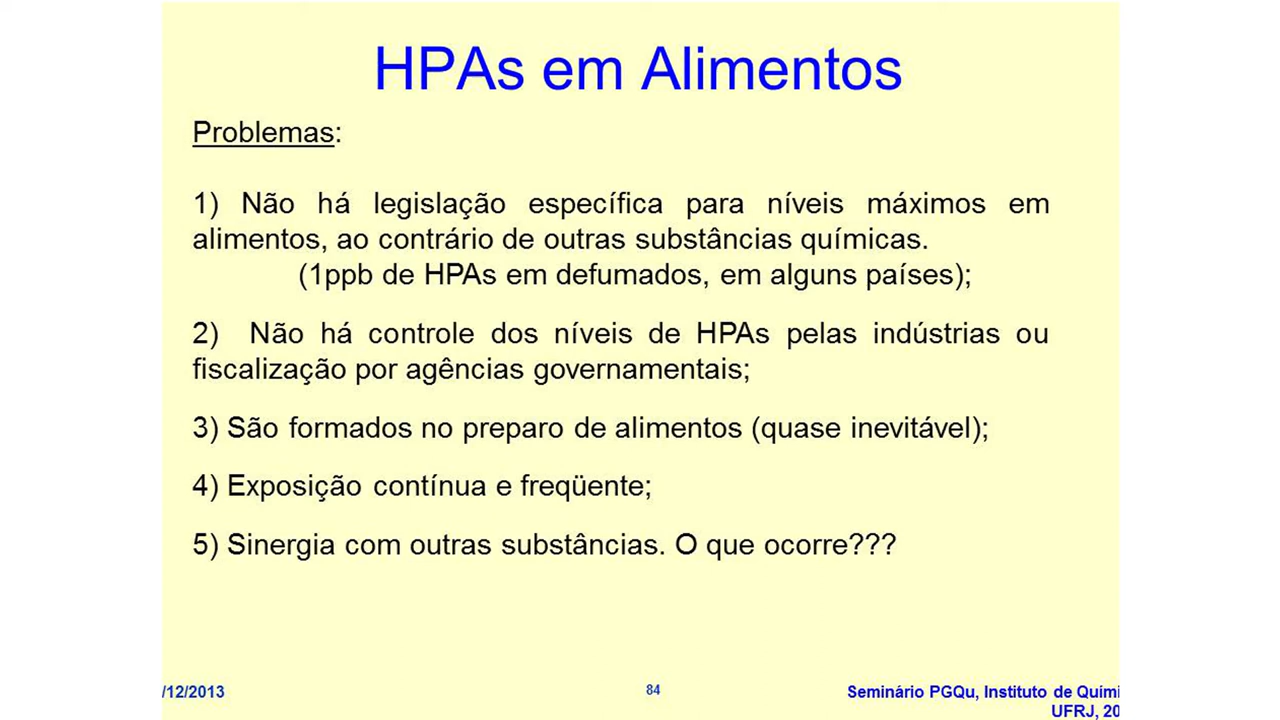 HPAs em Alimentos
Problemas:
1) Não há legislação específica para níveis máximos em
alimentos, ao contrário de outras substâncias químicas.
(1ppb de HPAs em defumados, em alguns países);
2) Não há controle dos níveis de HPAs pelas indústrias ou
fiscalização por agências governamentais;
3) São formados no preparo de alimentos (quase inevitável);
4) Exposição contínua e freqüente;
5) Sinergia com outras substâncias. O que ocorre???
/12/2013
84
Seminário PGQu, Instituto de Quími
UFRJ, 20